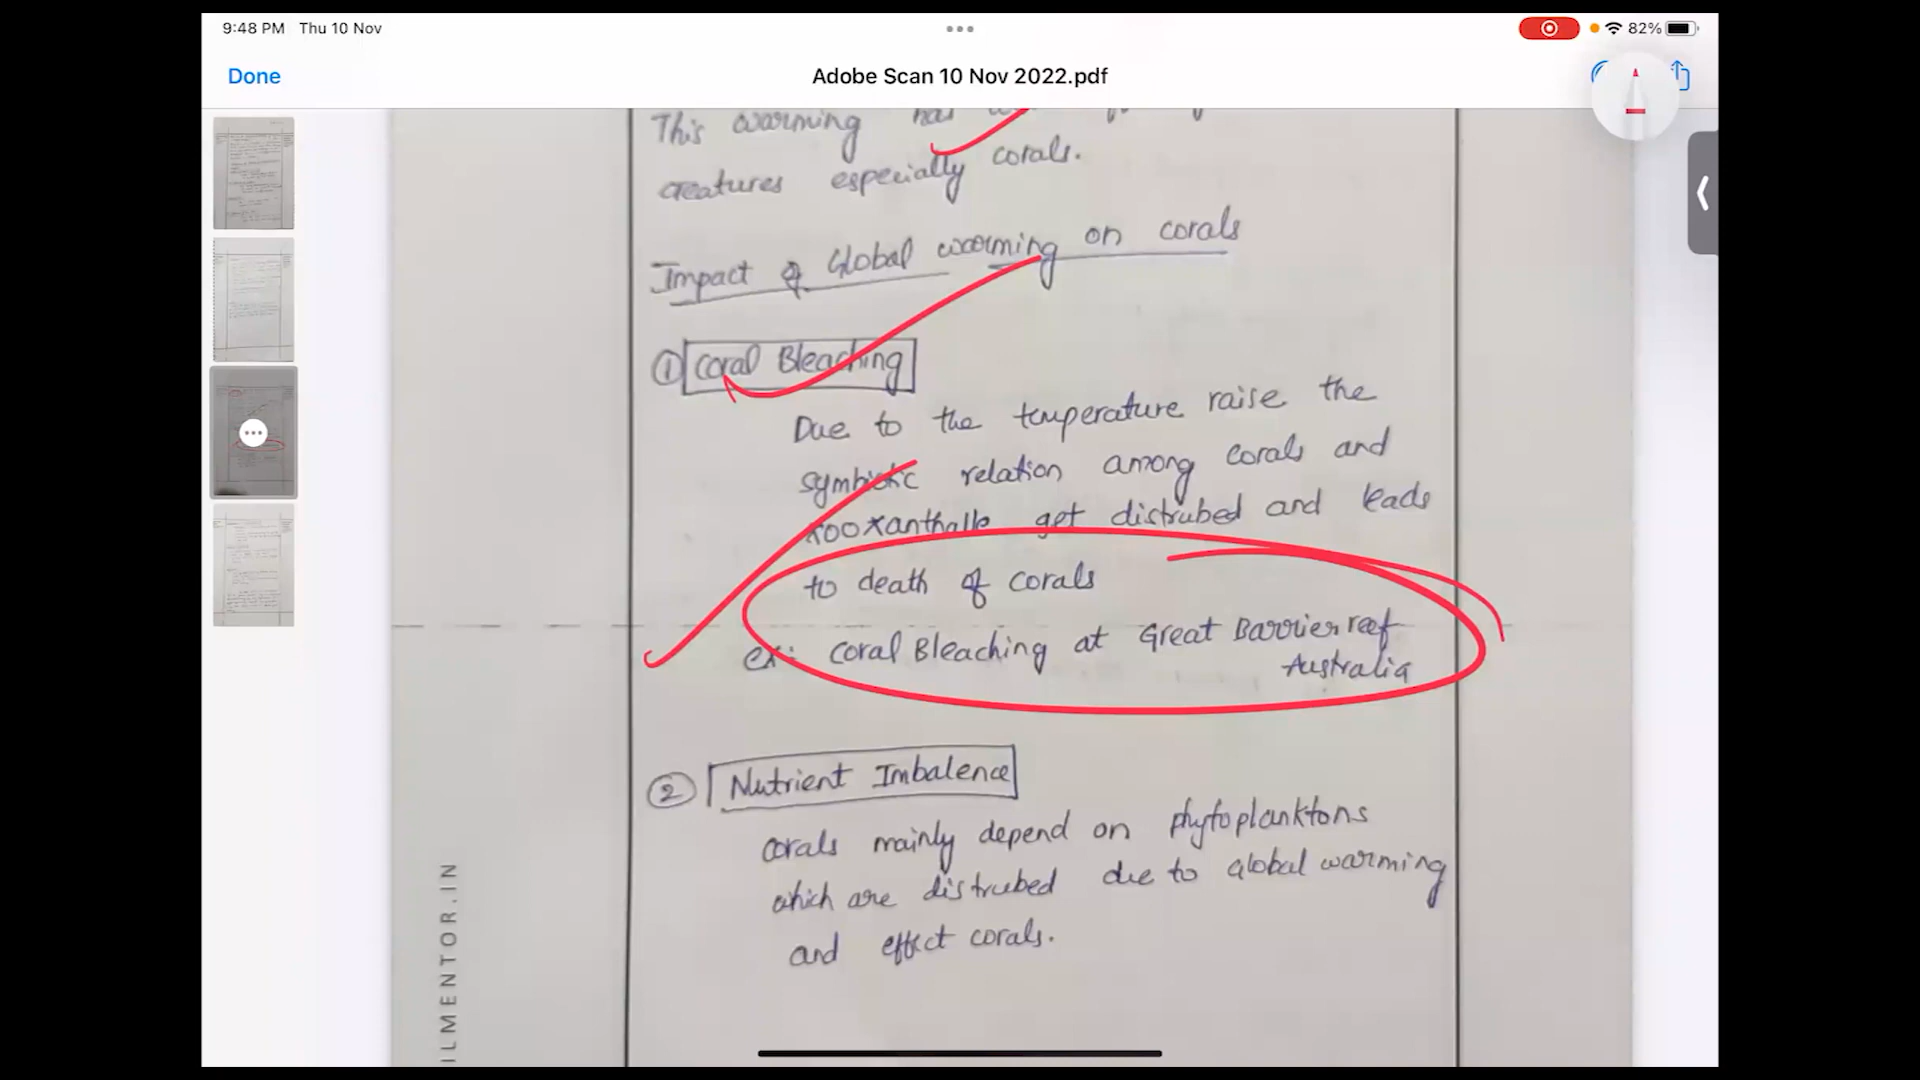 9:48 PM Thu 10 Nov
82%
Done
Adobe Scan 10 Nov 2022.pdf
This warming has
creatures especially corals.
Impact of Global warming on corals
① Coral Bleaching
Due to the temperature raise the
symbiotic relation among corals and
get distrubed and leads
to death of corals
ex: Coral Bleaching at Great Barrier reef
Australia
② Nutrient Imbalence
corals mainly depend on phytoplanktons
which are distrubed due to global warming
and effect corals.
ILMENTOR.IN